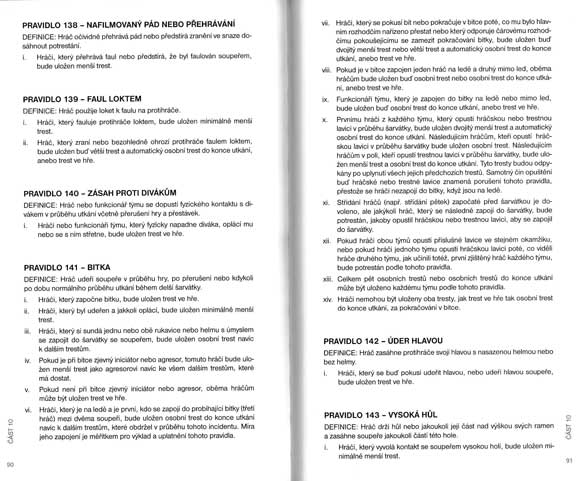 PRAVIDLO 138 – NAFILMOVANÝ PÁD NEBO PŘEHRÁVÁNÍ
DEFINICE: Hráč očividně přehrává pád nebo předstírá zranění ve snaze do-
sáhnout potrestání.
i. Hráči, který přehrává faul nebo předstírá, že byl faulován soupeřem,
bude uložen menší trest.
PRAVIDLO 139 – FAUL LOKTEM
DEFINICE: Hráč použije loket k faulu na protihráče.
i. Hráči, který fauluje protihráče loktem, bude uložen minimálně menší
trest.
ii. Hráči, který zraní nebo bezohledně ohrozí protihráče faulem loktem,
bude uložen buď větší trest a automatický osobní trest do konce utkání,
anebo trest ve hře.
PRAVIDLO 140 – ZÁSAH PROTI DIVÁKŮM
DEFINICE: Hráč nebo funkcionář týmu se dopustí fyzického kontaktu s di-
vákem v průběhu utkání včetně přerušení hry a přestávek.
i. Hráči nebo funkcionáři týmu, který fyzicky napadne diváka, oplácí mu
nebo se s ním střetne, bude uložen trest ve hře.
PRAVIDLO 141 – BITKA
DEFINICE: Hráč udeří soupeře v průběhu hry, po přerušení nebo kdykoli
po dobu normálního průběhu utkání během delší šarvátky.
i. Hráči, který započne bitku, bude uložen trest ve hře.
ii. Hráči, který byl udeřen a jakkoli oplácí, bude uložen minimálně menší
trest.
iii. Hráči, který si sundá jednu nebo obě rukavice nebo helmu s úmyslem
se zapojit do šarvátky se soupeřem, bude uložen osobní trest navíc
k dalším trestům.
iv. Pokud je při bitce zjevný iniciátor nebo agresor, tomuto hráči bude ulo-
žen menší trest jako agresorovi navíc ke všem dalším trestům, které
má dostat.
v. Pokud není při bitce zjevný iniciátor nebo agresor, oběma hráčům
může být uložen trest ve hře.
vi. Hráči, který je na ledě a je první, kdo se zapojí do probíhající bitky (třetí
hráč) mezi dvěma soupeři, bude uložen osobní trest do konce utkání
navíc k dalším trestům, které obdržel v průběhu tohoto incidentu. Míra
jeho zapojení je měřítkem pro výklad a uplatnění tohoto pravidla.
ČÁST 10
90
vii. Hráči, který se pokusí bít nebo pokračuje v bitce poté, co mu bylo hlav-
ním rozhodčím nařízeno přestat nebo který odporuje čárovému rozhod-
čímu pokoušejícímu se zamezit pokračování bitky, bude uložen buď
dvojitý menší trest nebo větší trest a automatický osobní trest do konce
utkání, anebo trest ve hře.
viii. Pokud je v bitce zapojen jeden hráč na ledě a druhý mimo led, oběma
hráčům bude uložen buď osobní trest nebo osobní trest do konce utká-
ní, anebo trest ve hře.
ix. Funkcionáři týmu, který je zapojen do bitky na ledě nebo mimo led,
bude uložen buď osobní trest do konce utkání, anebo trest ve hře.
x. Prvnímu hráči z každého týmu, který opustí hráčskou nebo trestnou
lavici v průběhu šarvátky, bude uložen dvojitý menší trest a automatický
osobní trest do konce utkání. Následujícím hráčům, kteří opustí hráč-
skou lavici v průběhu šarvátky bude uložen osobní trest. Následujícím
hráčům v poli, kteří opustí trestnou lavici v průběhu šarvátky, bude ulo-
žen menší trest a osobní trest do konce utkání. Tyto tresty budou odpy-
kány po uplynutí všech jejich předchozích trestů. Samotný čin opuštění
buď hráčské nebo trestné lavice znamená porušení tohoto pravidla,
přestože se hráči nezapojí do bitky, když jsou na ledě.
xi. Střídání hráčů (např. střídání pětek) započaté před šarvátkou je do-
voleno, ale jakýkoli hráč, který se následně zapojí do šarvátky, bude
potrestán, jakoby opustil hráčskou nebo trestnou lavici, aby se zapojil
do šarvátky.
xii. Pokud hráči obou týmů opustí příslušné lavice ve stejném okamžiku,
nebo pokud hráči jednoho týmu opustí hráčskou lavici poté, co viděli
hráče druhého týmu, jak učinili totéž, první zjištěný hráč každého týmu,
bude potrestán podle tohoto pravidla.
xiii. Celkem pět osobních trestů nebo osobních trestů do konce utkání
může být uloženo každému týmu podle tohoto pravidla.
xiv. Hráči nemohou být uloženy oba tresty, jak trest ve hře tak osobní trest
do konce utkání, za pokračování v bitce.
PRAVIDLO 142 – ÚDER HLAVOU
DEFINICE: Hráč zasáhne protihráče svojí hlavou s nasazenou helmou nebo
bez helmy.
i. Hráči, který se buď pokusí udeřit hlavou, nebo udeří hlavou soupeře,
bude uložen trest ve hře.
PRAVIDLO 143 – VYSOKÁ HŮL
DEFINICE: Hráč drží hůl nebo jakoukoli její část nad výškou svých ramen
a zasáhne soupeře jakoukoli částí této hole.
i. Hráči, který vyvolá kontakt se soupeřem vysokou holí, bude uložen mi-
nimálně menší trest.
ČÁST 10
91